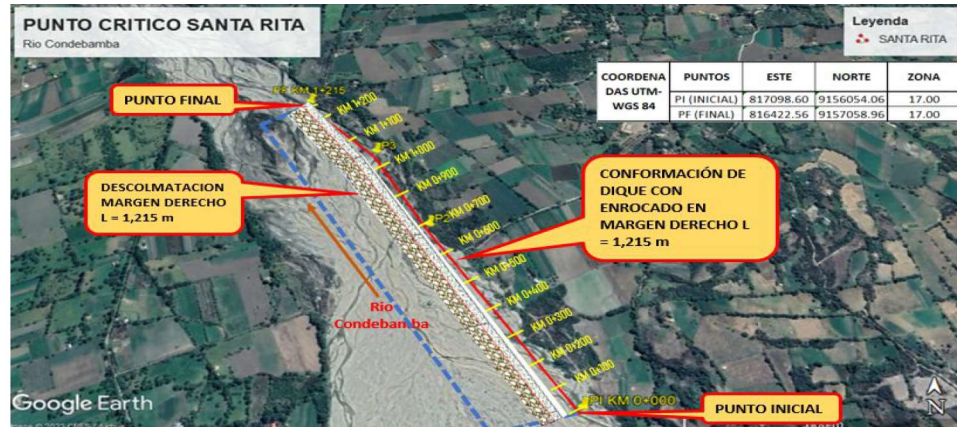 PUNTO CRITICO SANTA RITA
Rio Condebamba
Leyenda
SANTA RITA
COORDENA
DAS UTM-
WGS 84
PUNTOS ESTE NORTE ZONA
PI (INICIAL) 817098.60 9156054.06 17.00
PF (FINAL) 816422.56 9157058.96 17.00
PF KM 1+215
PUNTO FINAL
KM 1+200
KM 1+100
P3
KM 1+000
KM 0+900
DESCOLMATACION
MARGEN DERECHO
L = 1,215 m
CONFORMACIÓN DE
DIQUE CON
ENROCADO EN
MARGEN DERECHO L
= 1,215 m
P2
KM 0+700
KM 0+600
KM 0+500
KM 0+400
KM 0+300
KM 0+200
KM 0+100
Rio
Condebamba
PI KM 0+000
PUNTO INICIAL
Google Earth
N